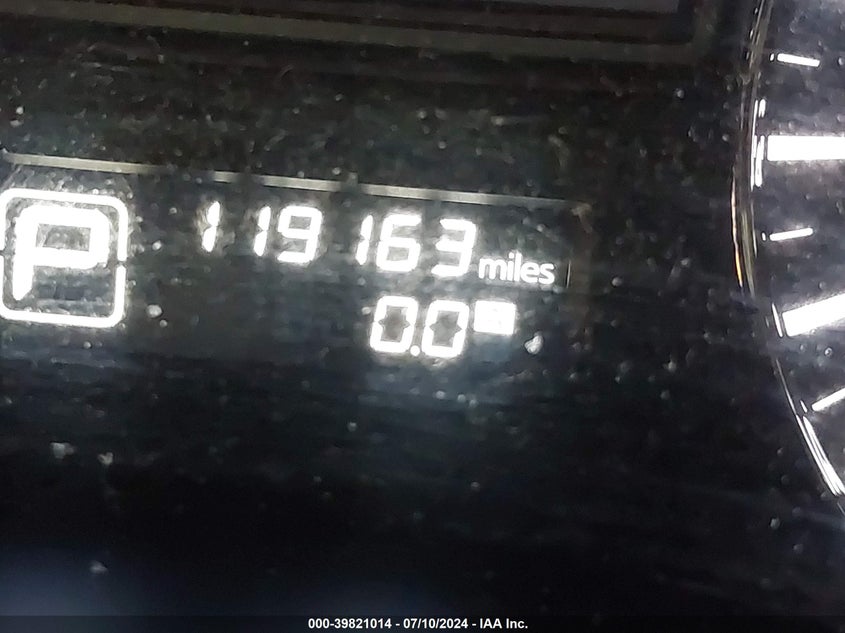 P
119163 miles
0.0
000-39821014 - 07/10/2024 - IAA Inc.